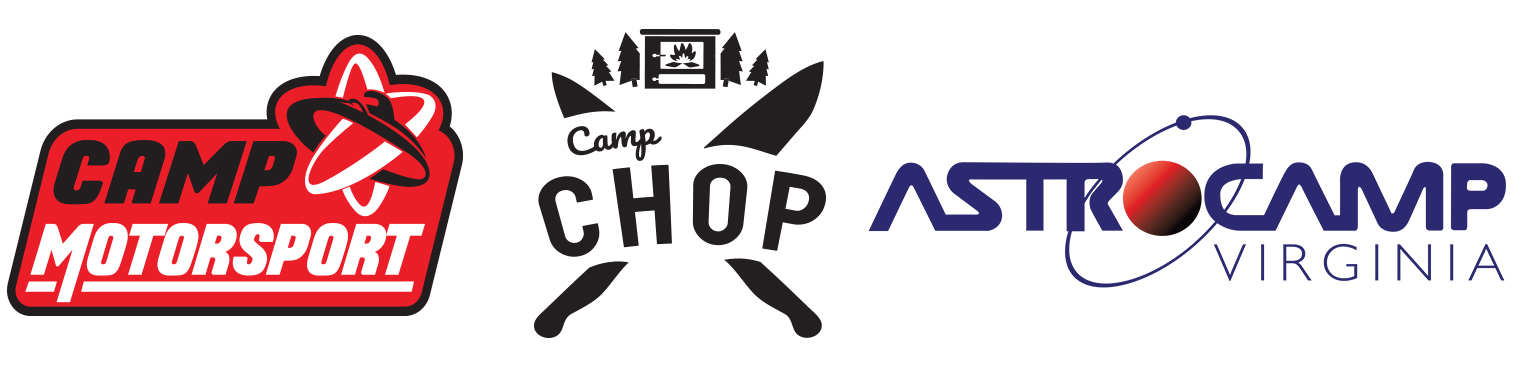 CAMP
MOTORSPORT
Camp
CHOP
ASTROCAMP
VIRGINIA